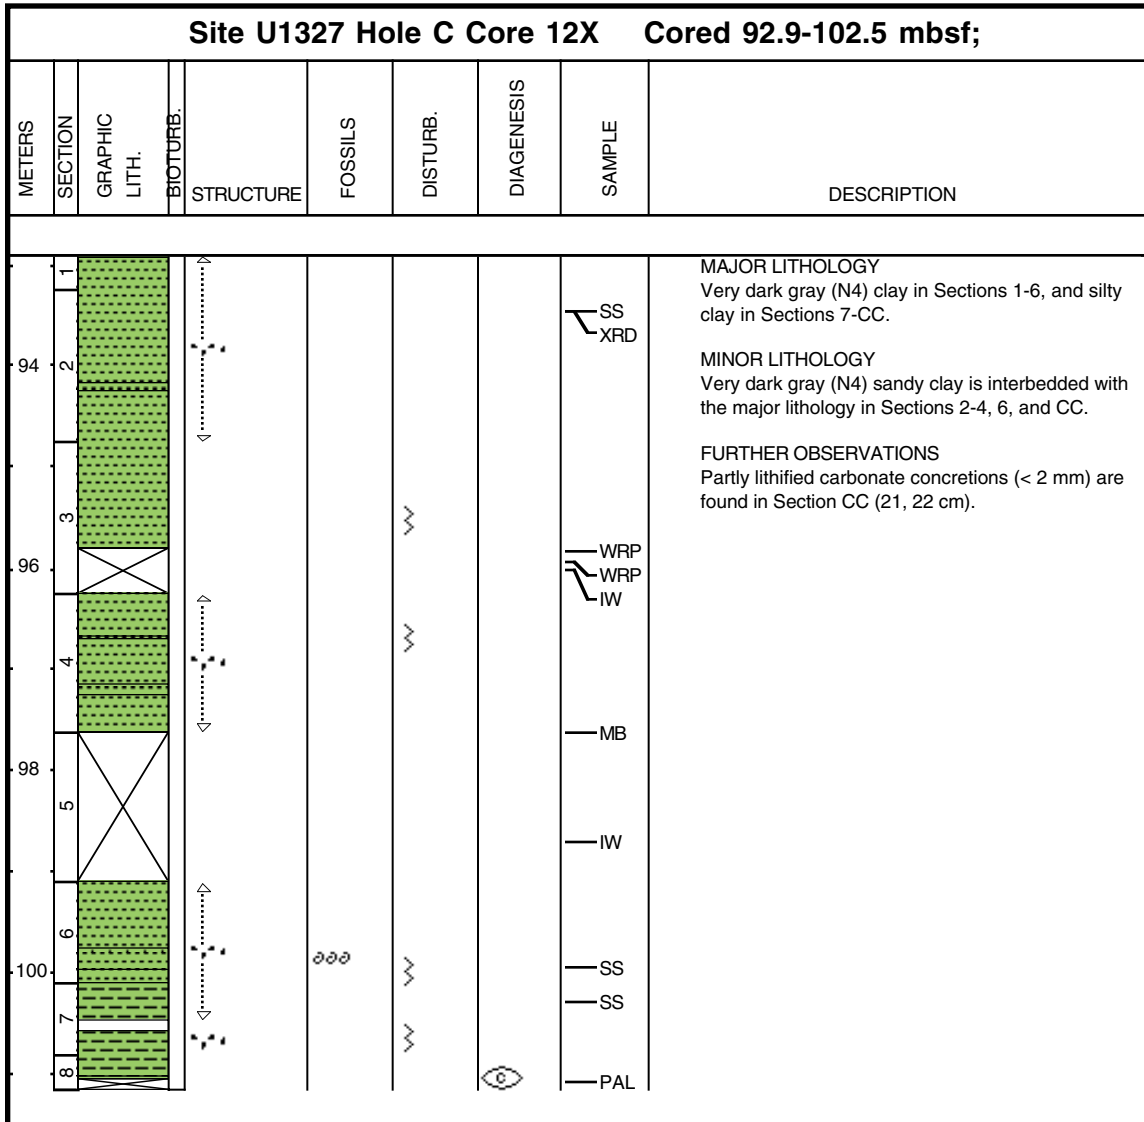 Site U1327 Hole C Core 12X Cored 92.9-102.5 mbsf;
METERS
SECTION
GRAPHIC
LITH.
BIOTURB.
STRUCTURE
FOSSILS
DISTURB.
DIAGENESIS
SAMPLE
DESCRIPTION
MAJOR LITHOLOGY
Very dark gray (N4) clay in Sections 1-6, and silty
clay in Sections 7-CC.
MINOR LITHOLOGY
Very dark gray (N4) sandy clay is interbedded with
the major lithology in Sections 2-4, 6, and CC.
FURTHER OBSERVATIONS
Partly lithified carbonate concretions (< 2 mm) are
found in Section CC (21, 22 cm).
1
SS
XRD
94
2
3
WRP
96
WRP
IW
4
MB
98
5
IW
6
100
SS
SS
7
8
C
PAL